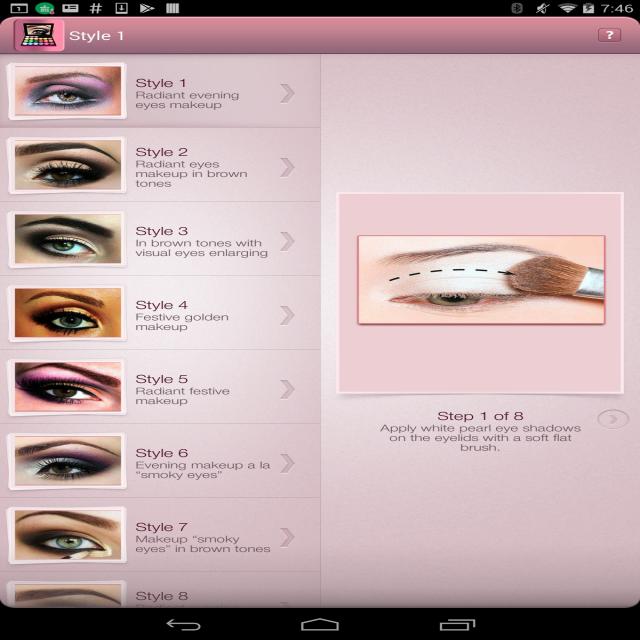 1
7:46
Style 1
?
Style 1
Radiant evening
eyes makeup
Style 2
Radiant eyes
makeup in brown
tones
Style 3
In brown tones with
visual eyes enlarging
Style 4
Festive golden
makeup
Style 5
Radiant festive
makeup
Style 6
Evening makeup a la
"smoky eyes"
Style 7
Makeup "smoky
eyes" in brown tones
Style 8
Step 1 of 8
Apply white pearl eye shadows
on the eyelids with a soft flat
brush.